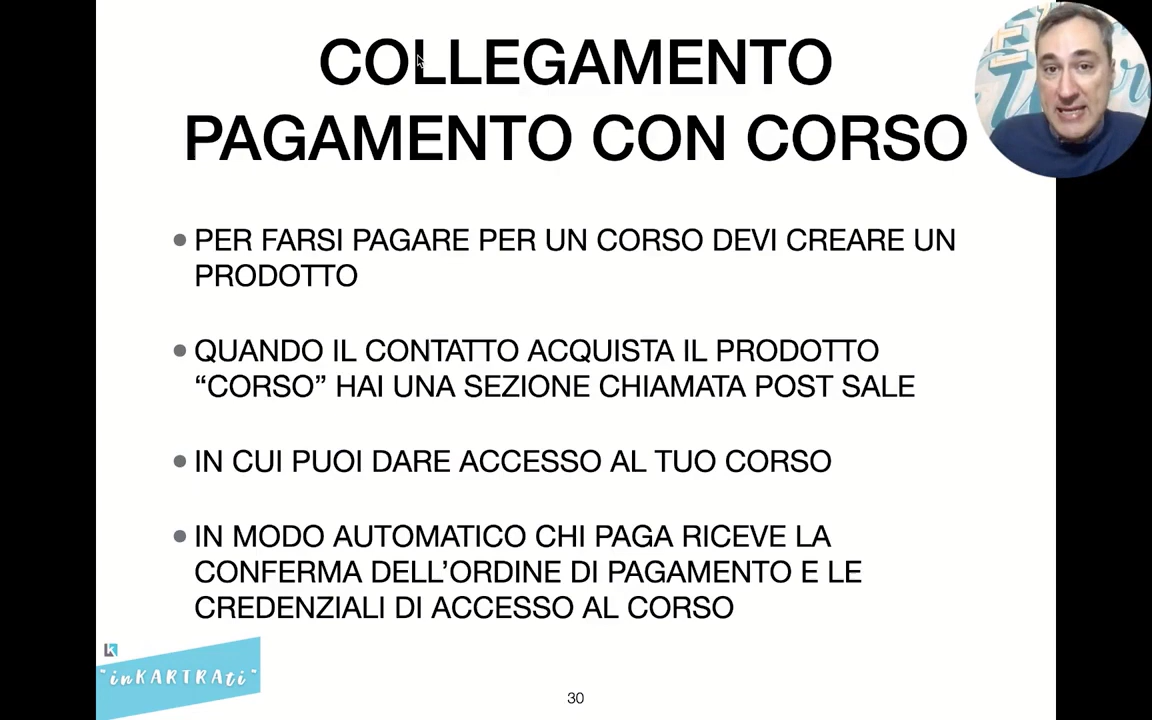 COLLEGAMENTO
PAGAMENTO CON CORSO
PER FARSI PAGARE PER UN CORSO DEVI CREARE UN
PRODOTTO
QUANDO IL CONTATTO ACQUISTA IL PRODOTTO
“CORSO” HAI UNA SEZIONE CHIAMATA POST SALE
IN CUI PUOI DARE ACCESSO AL TUO CORSO
IN MODO AUTOMATICO CHI PAGA RICEVE LA
CONFERMA DELL’ORDINE DI PAGAMENTO E LE
CREDENZIALI DI ACCESSO AL CORSO
K
"inKARTRAti"
30